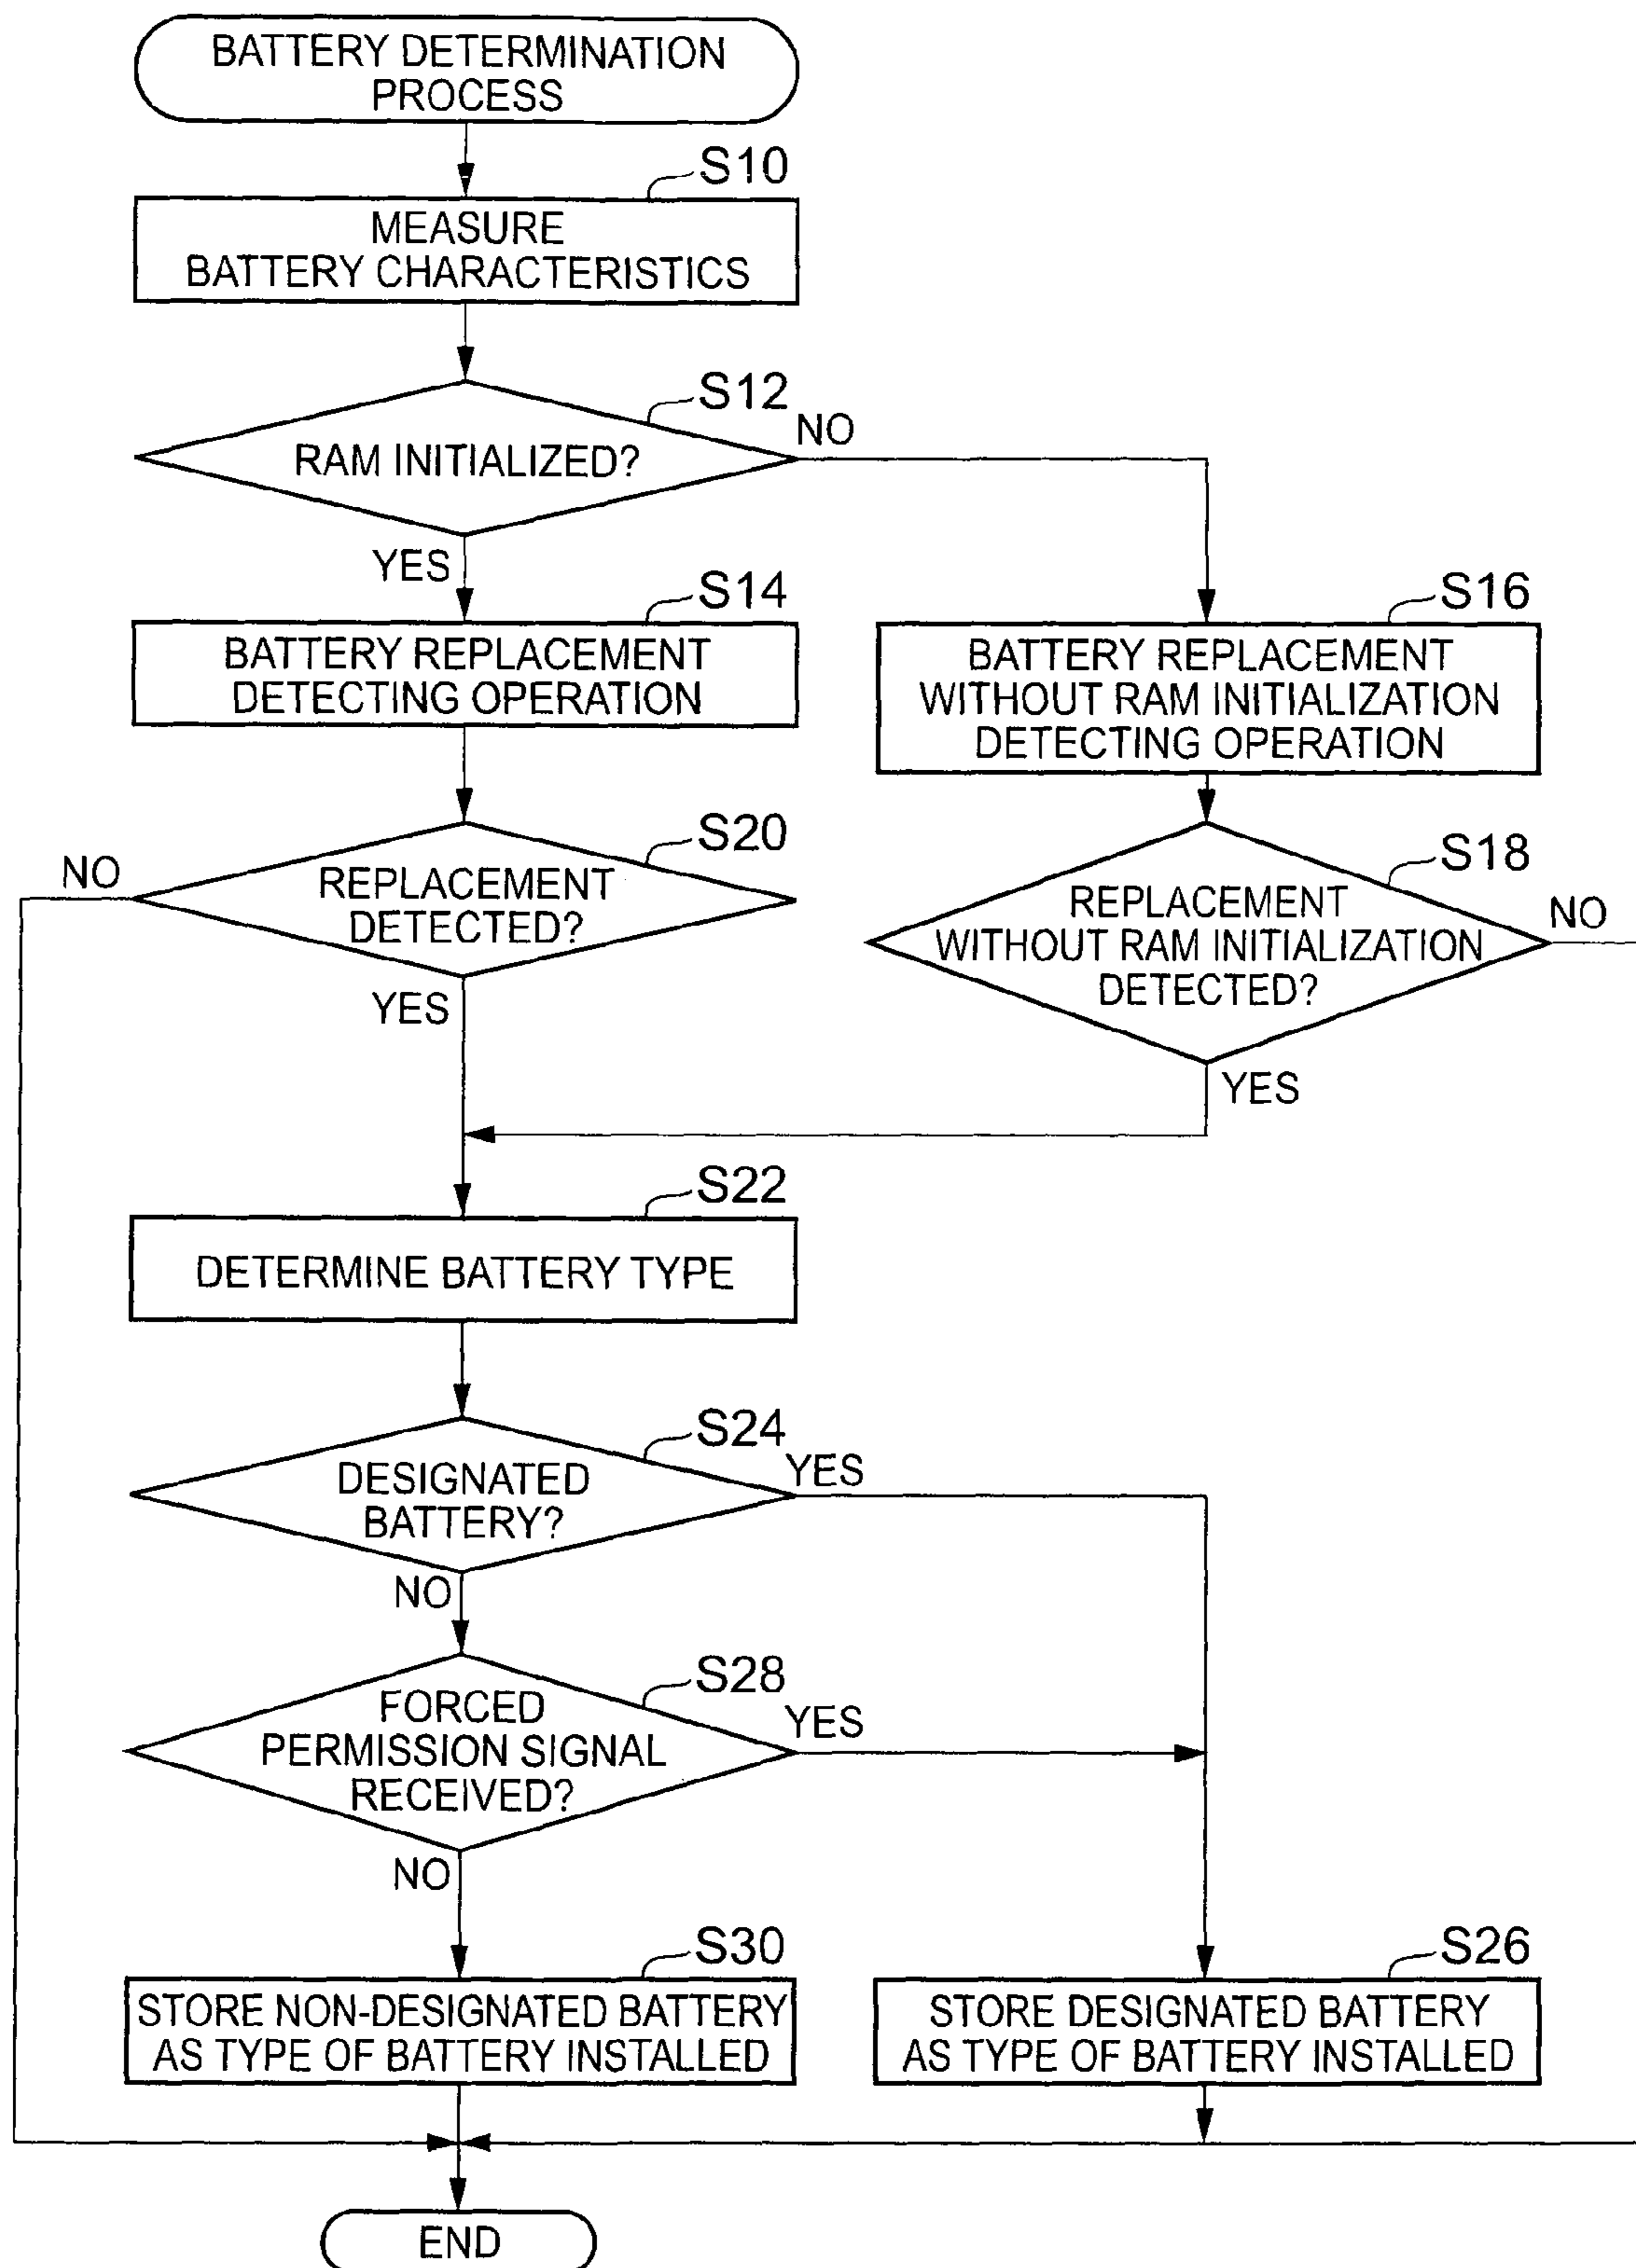 BATTERY DETERMINATION
PROCESS
S10
MEASURE
BATTERY CHARACTERISTICS
S12
RAM INITIALIZED?
NO
YES
S14
BATTERY REPLACEMENT
DETECTING OPERATION
S16
BATTERY REPLACEMENT
WITHOUT RAM INITIALIZATION
DETECTING OPERATION
S20
NO
REPLACEMENT
DETECTED?
YES
S18
REPLACEMENT
WITHOUT RAM INITIALIZATION
DETECTED?
NO
YES
S22
DETERMINE BATTERY TYPE
S24
DESIGNATED
BATTERY?
YES
NO
S28
FORCED
PERMISSION SIGNAL
RECEIVED?
YES
NO
S30
STORE NON-DESIGNATED BATTERY
AS TYPE OF BATTERY INSTALLED
S26
STORE DESIGNATED BATTERY
AS TYPE OF BATTERY INSTALLED
END